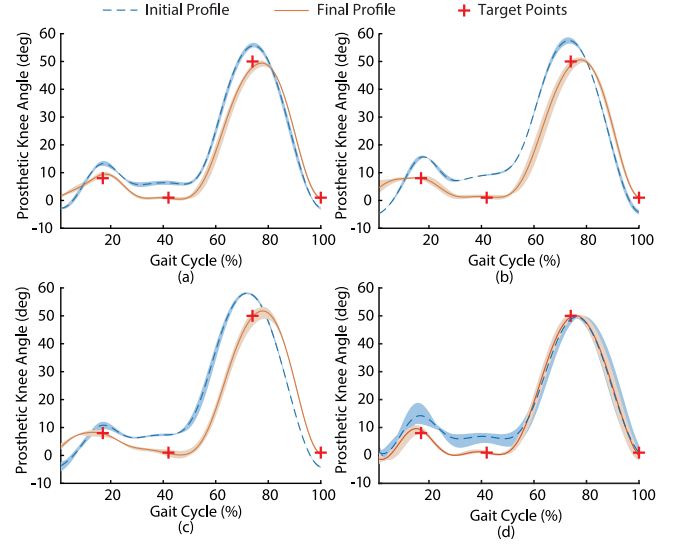 Initial Profile Final Profile Target Points
Prosthetic Knee Angle (deg)
60
50
40
30
20
10
0
-10
20 40 60 80 100
Gait Cycle (%)
(a)
Prosthetic Knee Angle (deg)
60
50
40
30
20
10
0
-10
20 40 60 80 100
Gait Cycle (%)
(b)
Prosthetic Knee Angle (deg)
60
50
40
30
20
10
0
-10
20 40 60 80 100
Gait Cycle (%)
(c)
Prosthetic Knee Angle (deg)
60
50
40
30
20
10
0
-10
20 40 60 80 100
Gait Cycle (%)
(d)